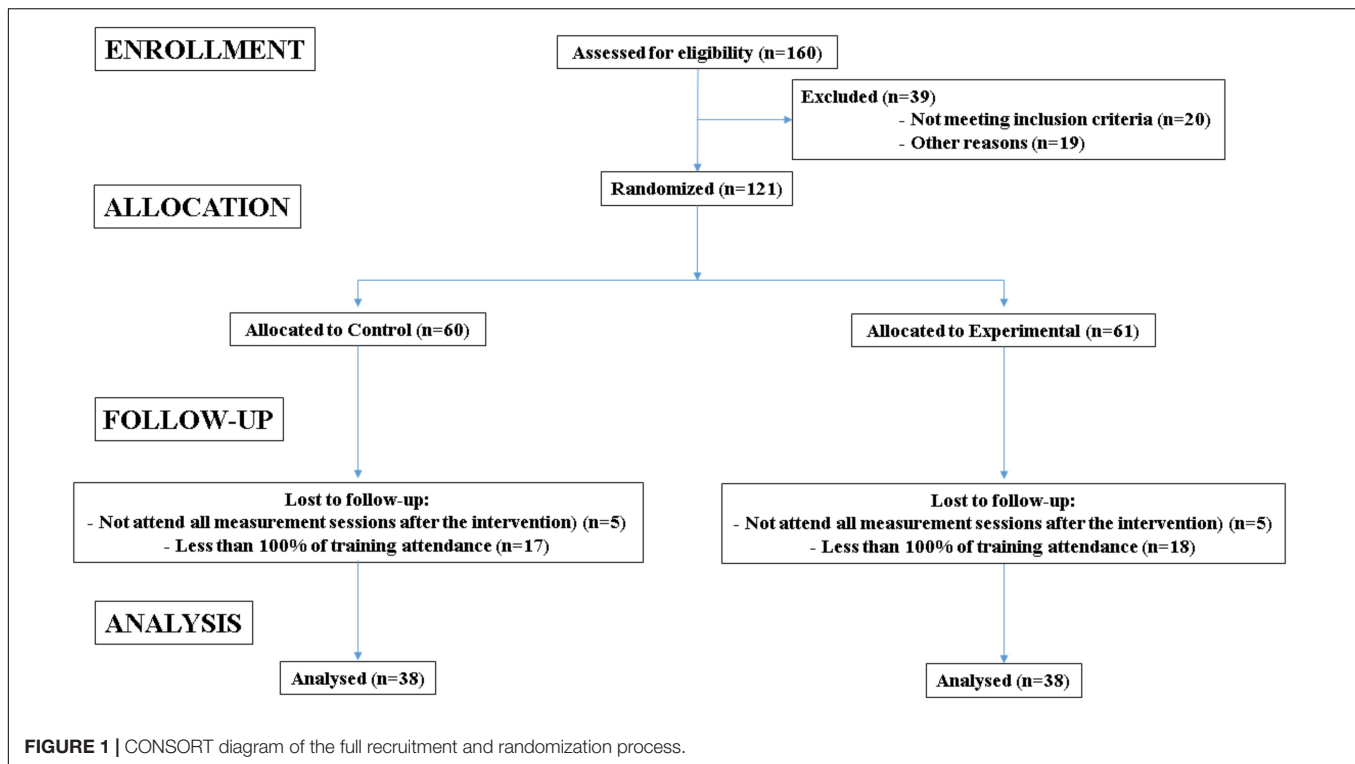 ENROLLMENT
Assessed for eligibility (n=160)
Excluded (n=39)
- Not meeting inclusion criteria (n=20)
- Other reasons (n=19)
Randomized (n=121)
ALLOCATION
Allocated to Control (n=60)
Allocated to Experimental (n=61)
FOLLOW-UP
Lost to follow-up:
- Not attend all measurement sessions after the intervention) (n=5)
- Less than 100% of training attendance (n=17)
Lost to follow-up:
- Not attend all measurement sessions after the intervention) (n=5)
- Less than 100% of training attendance (n=18)
ANALYSIS
Analysed (n=38)
Analysed (n=38)
FIGURE 1 | CONSORT diagram of the full recruitment and randomization process.